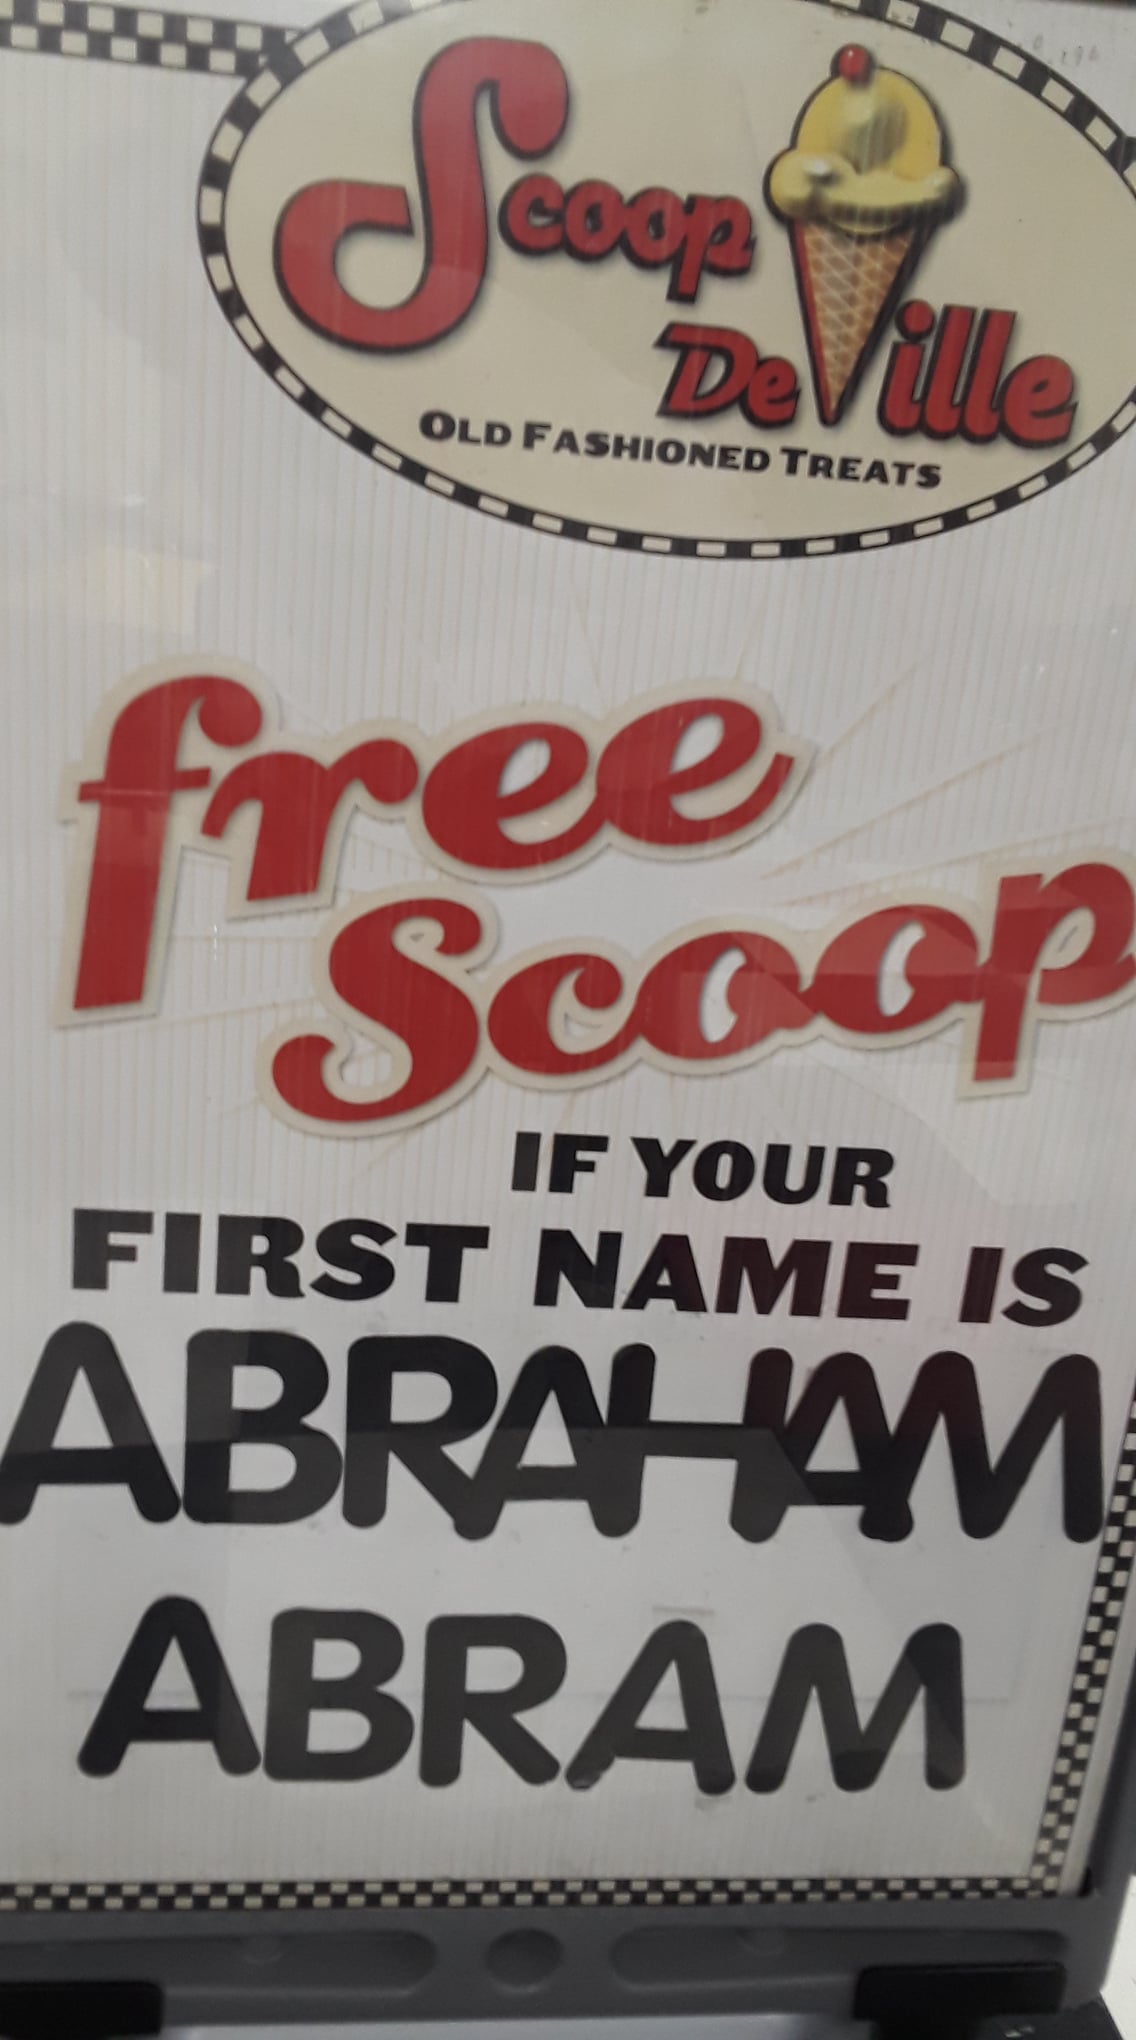 Scoop
DeVille
OLD FASHIONED TREATS
free
Scoop
IF YOUR
FIRST NAME IS
ABRAHAM
ABRAM